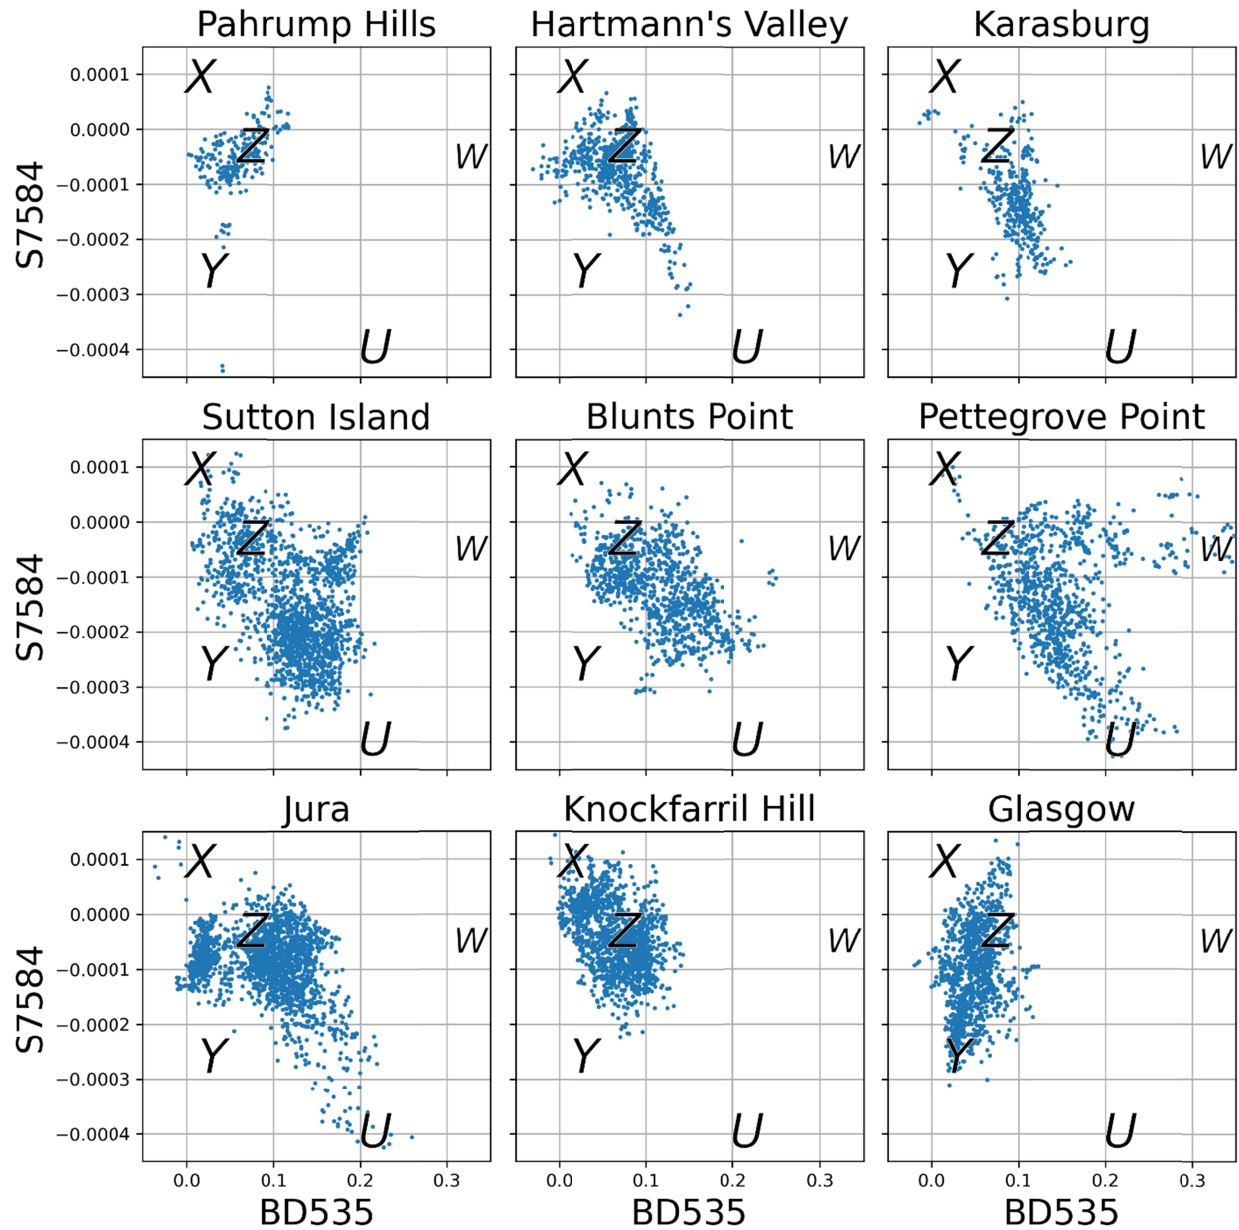 Pahrump Hills
Hartmann's Valley
Karasburg
S7584
0.0001
0.0000
−0.0001
−0.0002
−0.0003
−0.0004
X
Z
W
Y
U
X
Z
W
Y
U
X
Z
W
Y
U
Sutton Island
Blunts Point
Pettegrove Point
S7584
0.0001
0.0000
−0.0001
−0.0002
−0.0003
−0.0004
X
Z
W
Y
U
X
Z
W
Y
U
X
Z
W
Y
U
Jura
Knockfarril Hill
Glasgow
S7584
0.0001
0.0000
−0.0001
−0.0002
−0.0003
−0.0004
X
Z
W
Y
U
X
Z
W
Y
U
X
Z
W
Y
U
0.0 0.1 0.2 0.3
0.0 0.1 0.2 0.3
0.0 0.1 0.2 0.3
BD535
BD535
BD535